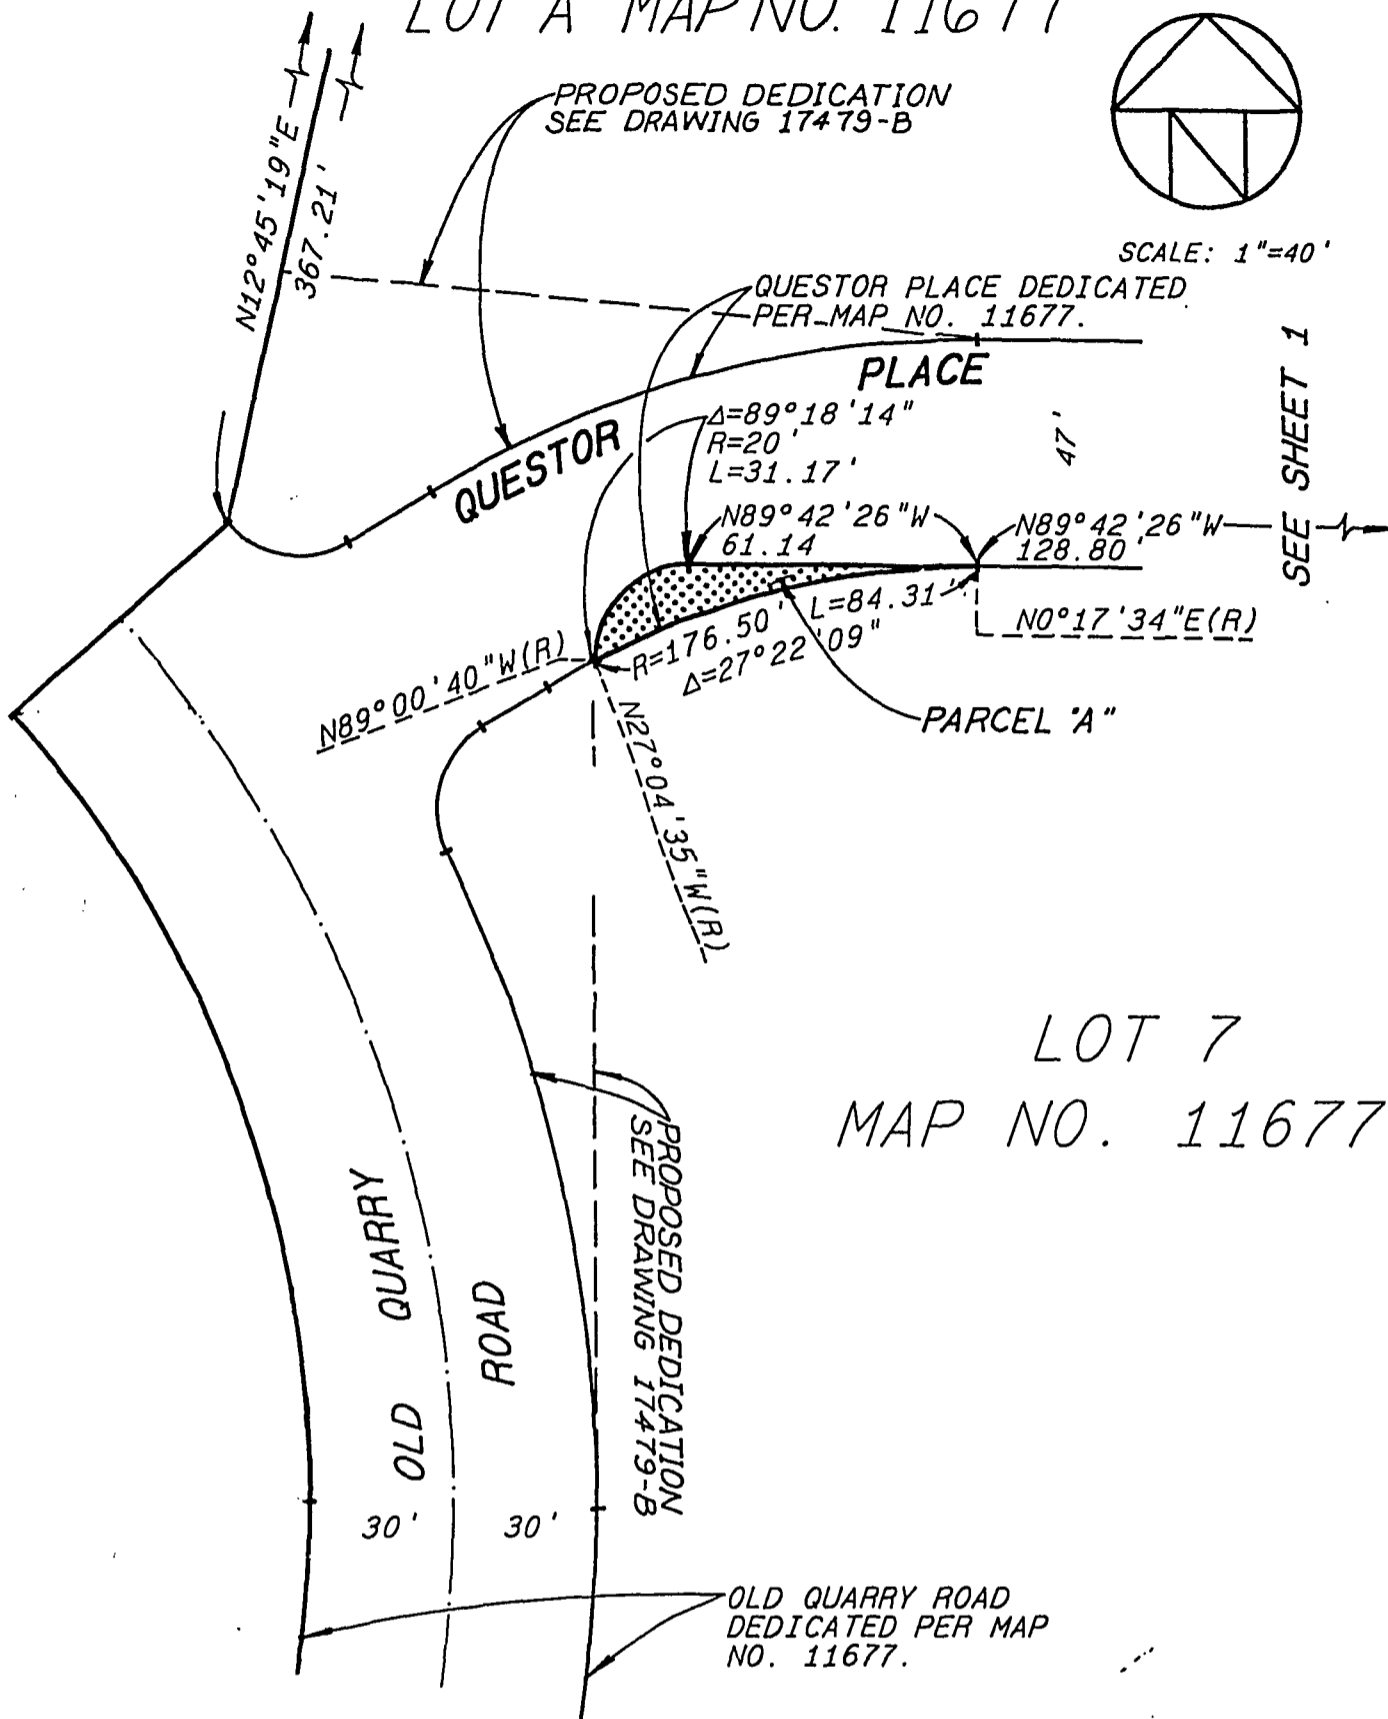 LOT A MAP NO. 11677
PROPOSED DEDICATION
SEE DRAWING 17479-B
N12°45'19"E
367.21'
N
SCALE: 1"=40'
QUESTOR PLACE DEDICATED
PER MAP NO. 11677.
SEE SHEET 1
QUESTOR PLACE
47'
Δ=89°18'14"
R=20'
L=31.17'
N89°42'26"W
61.14
N89°42'26"W
128.80'
L=84.31'
R=176.50'
Δ=27°22'09"
N0°17'34"E(R)
N89°00'40"W(R)
N27°04'35"W(R)
PARCEL "A"
LOT 7
MAP NO. 11677
PROPOSED DEDICATION
SEE DRAWING 17479-B
OLD QUARRY ROAD
30'
30'
OLD QUARRY ROAD
DEDICATED PER MAP
NO. 11677.